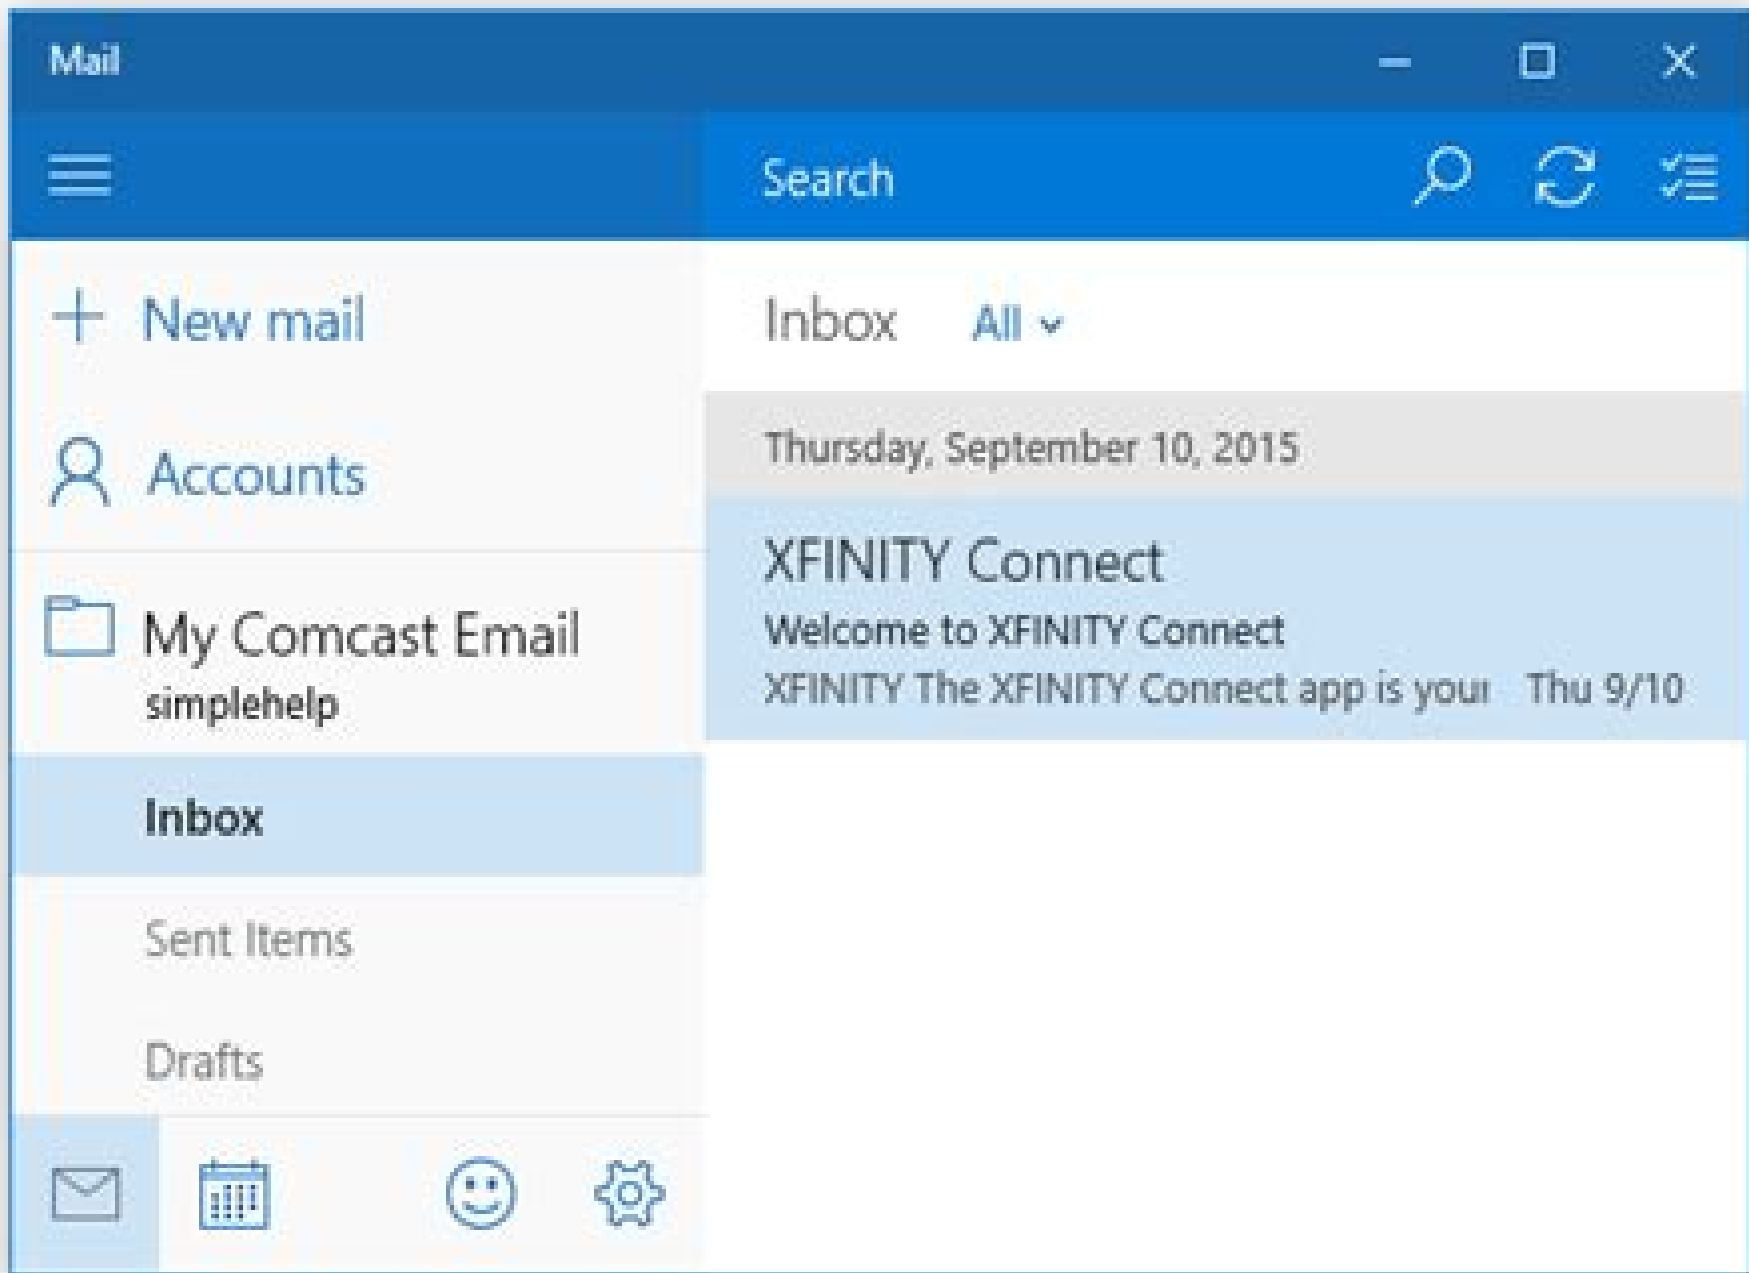 Mail
Search
New mail
Accounts
My Comcast Email
simplehelp
Inbox
Sent Items
Drafts
Inbox All
Thursday, September 10, 2015
XFINITY Connect
Welcome to XFINITY Connect
XFINITY The XFINITY Connect app is your Thu 9/10